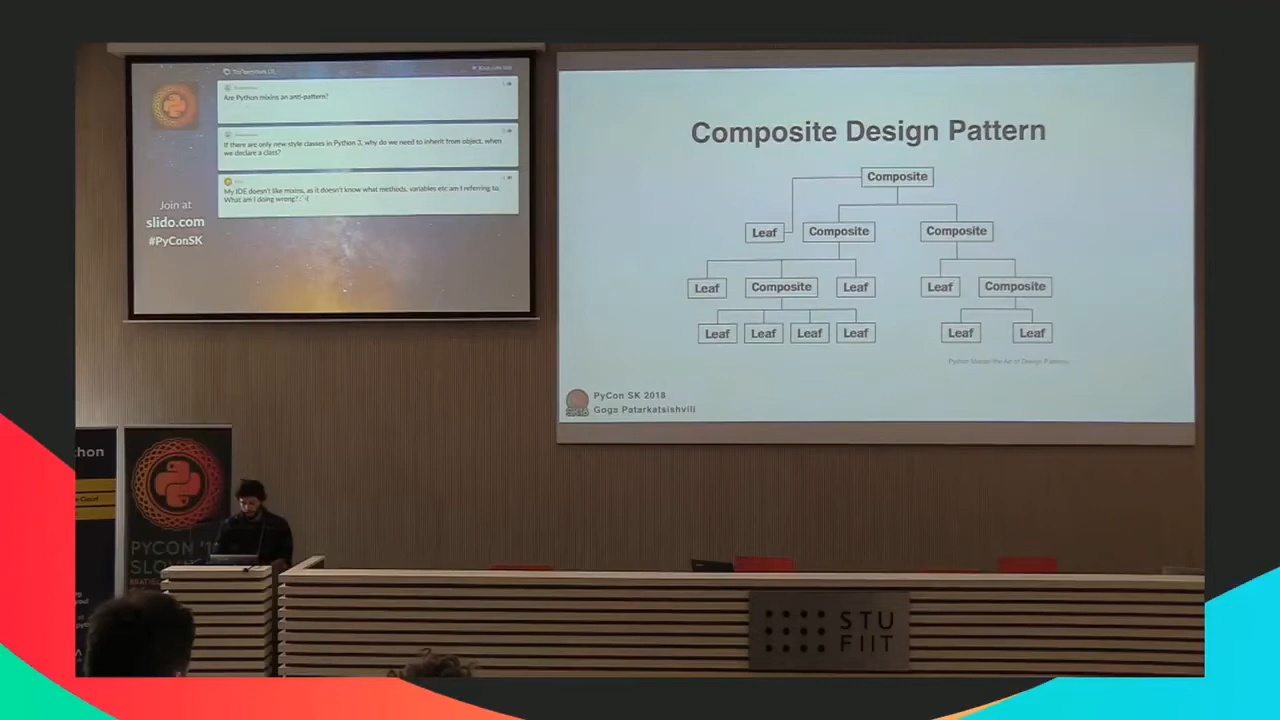 Are Python mixins an anti-pattern?
If there are only new style classes in Python 3, why do we need to inherit from object, when
we declare a class?
My IDE doesn't like mixins, as it doesn't know what methods, variables etc am I referring to.
What am I doing wrong? :'-(
Join at
slido.com
#PyConSK
Composite Design Pattern
Composite
Leaf
Composite
Composite
Leaf
Composite
Leaf
Leaf
Composite
Leaf
Leaf
Leaf
Leaf
Leaf
Leaf
PyCon SK 2018
Goga Patarkatsishvili
thon
PYCON '1
SLOV
STU
FIIT